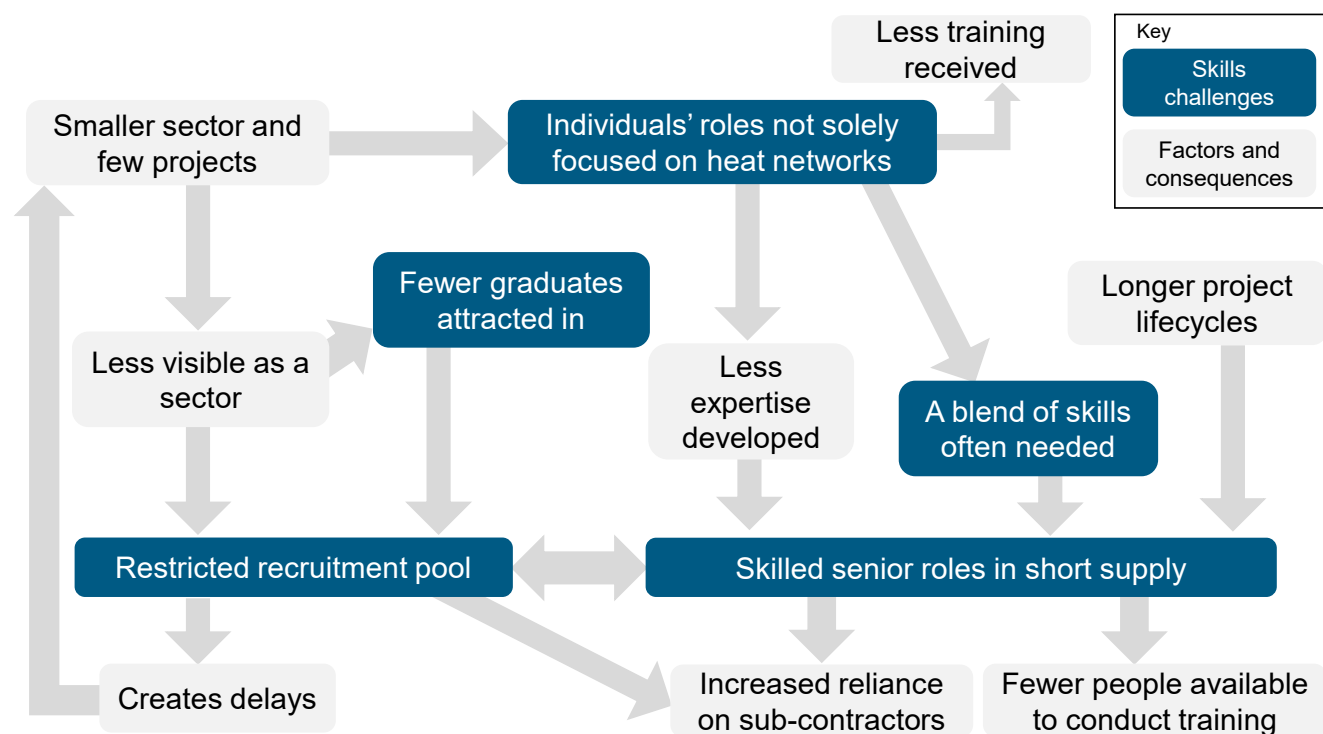 Less training
received
Key
Skills
challenges
Factors and
consequences
Smaller sector and
few projects
Individuals’ roles not solely
focused on heat networks
Fewer graduates
attracted in
Longer project
lifecycles
Less visible as a
sector
Less
expertise
developed
A blend of skills
often needed
Restricted recruitment pool
Skilled senior roles in short supply
Creates delays
Increased reliance
on sub-contractors
Fewer people available
to conduct training